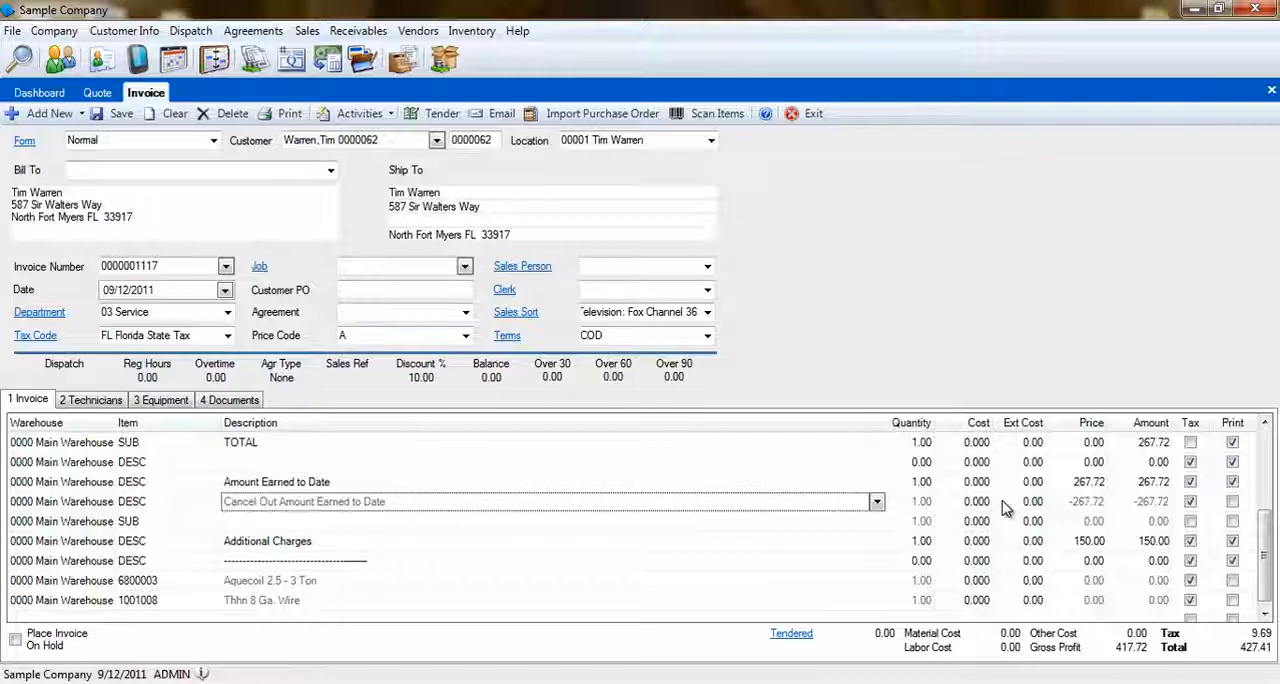 Sample Company
File Company Customer Info Dispatch Agreements Sales Receivables Vendors Inventory Help
Dashboard Quote Invoice
Add New Save Clear Delete Print Activities Tender Email Import Purchase Order Scan Items Exit
Form Normal Customer Warren,Tim 0000062 0000062 Location 00001 Tim Warren
Bill To Ship To
Tim Warren
587 Sir Walters Way
North Fort Myers FL 33917
Tim Warren
587 Sir Walters Way
North Fort Myers FL 33917
Invoice Number 0000001117 Job Sales Person
Date 09/12/2011 Customer PO Clerk
Department 03 Service Agreement Sales Sort Television: Fox Channel 36
Tax Code FL Florida State Tax Price Code A Terms COD
Dispatch Reg Hours Overtime Agr Type Sales Ref Discount % Balance Over 30 Over 60 Over 90
0.00 0.00 None 10.00 0.00 0.00 0.00 0.00
1 Invoice 2 Technicians 3 Equipment 4 Documents
Warehouse Item Description Quantity Cost Ext Cost Price Amount Tax Print
0000 Main Warehouse SUB TOTAL 1.00 0.000 0.00 0.00 267.72
0000 Main Warehouse DESC 0.00 0.000 0.00 0.00 0.00
0000 Main Warehouse DESC Amount Earned to Date 1.00 0.000 0.00 267.72 267.72
0000 Main Warehouse DESC Cancel Out Amount Earned to Date 1.00 0.000 0.00 -267.72 -267.72
0000 Main Warehouse SUB 1.00 0.000 0.00 0.00 0.00
0000 Main Warehouse DESC Additional Charges 1.00 0.000 0.00 150.00 150.00
0000 Main Warehouse DESC ------------------------------------ 0.00 0.000 0.00 0.00 0.00
0000 Main Warehouse 6800003 Aquecoil 2.5 - 3 Ton 1.00 0.000 0.00 0.00 0.00
0000 Main Warehouse 1001008 Thhn 8 Ga. Wire 1.00 0.000 0.00 0.00 0.00
Place Invoice On Hold
Tendered 0.00 Material Cost 0.00 Other Cost 0.00 Tax 9.69
Labor Cost 0.00 Gross Profit 417.72 Total 427.41
Sample Company 9/12/2011 ADMIN